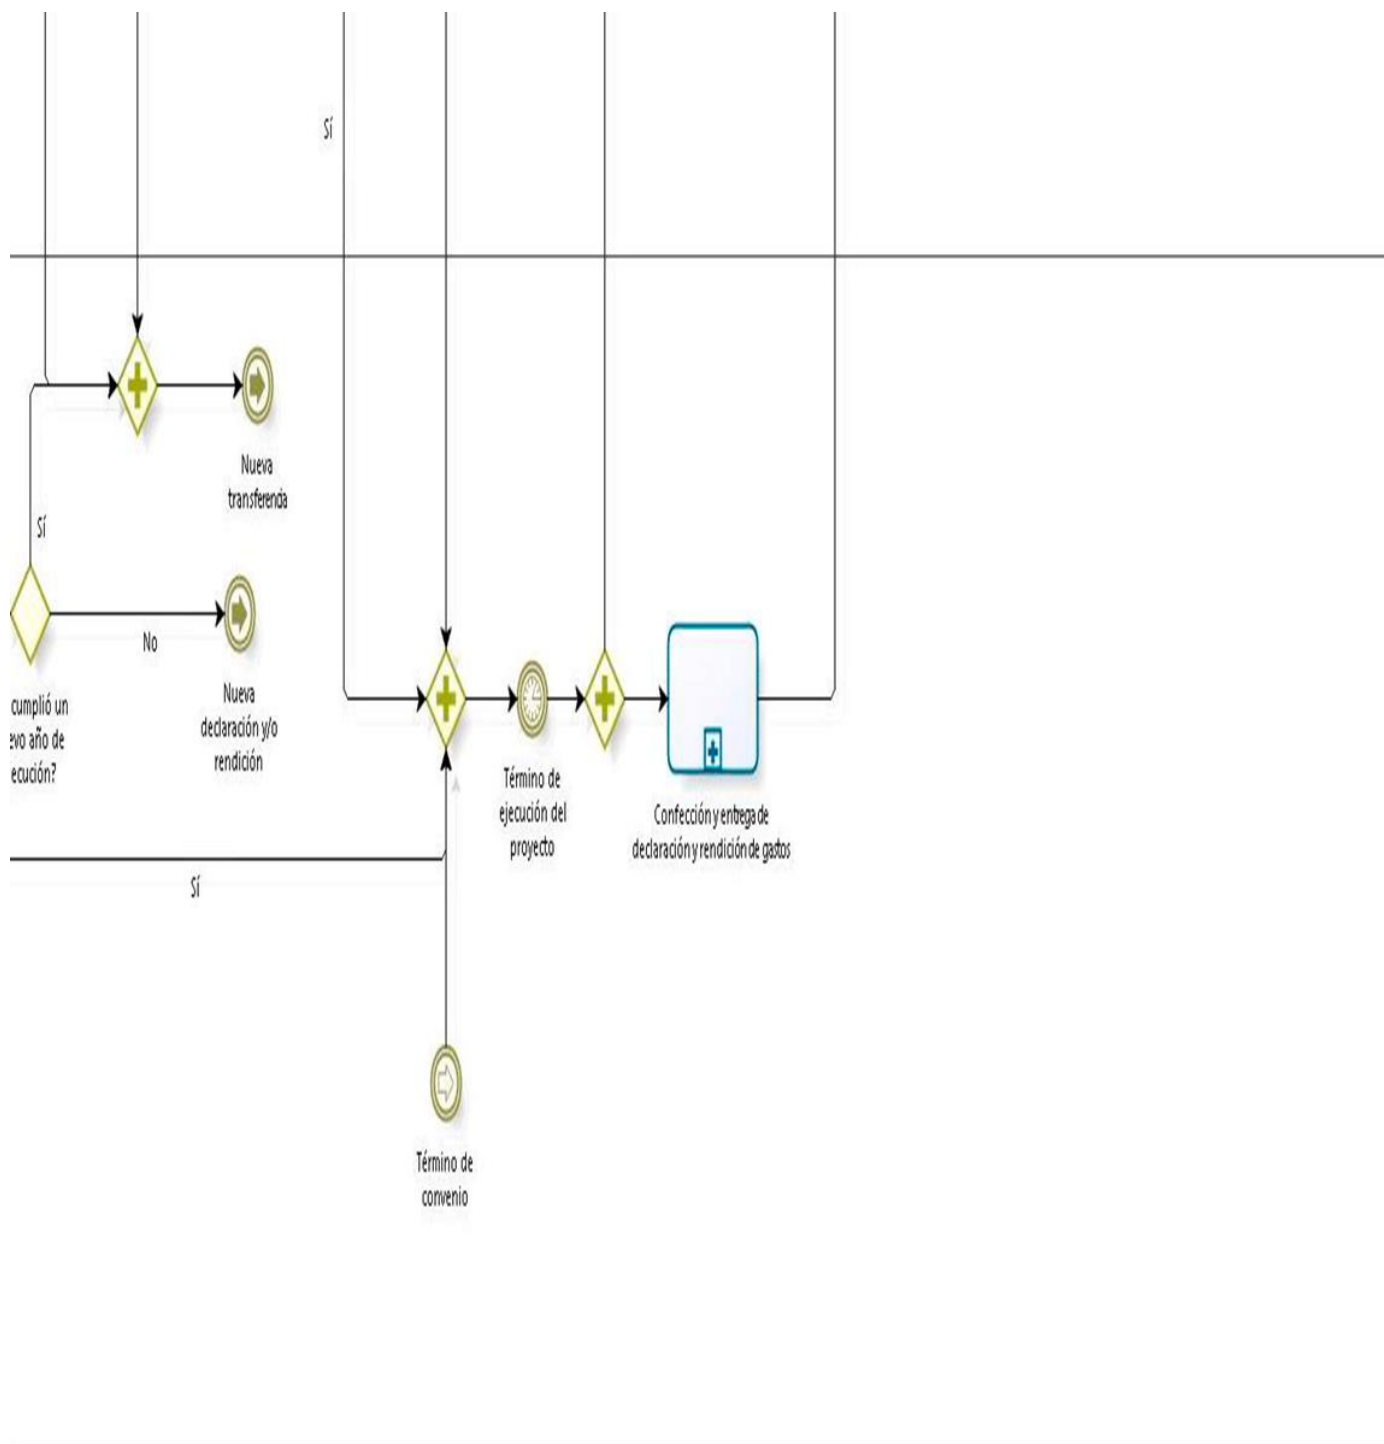 Sí
Nueva
transferencia
Sí
No
cumplió un
evo año de
ecución?
Nueva
declaración y/o
rendición
Término de
ejecución del
proyecto
Confección y entrega de
declaración y rendición de gastos
Sí
Término de
convenio